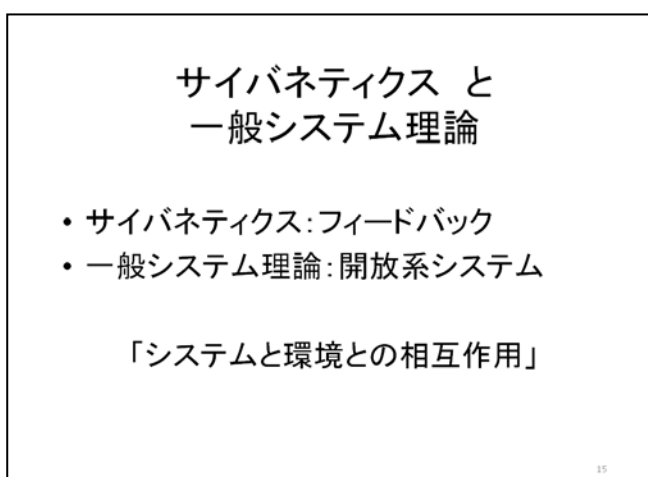 サイバネティクス と
一般システム理論
• サイバネティクス：フィードバック
• 一般システム理論：開放系システム
「システムと環境との相互作用」
15